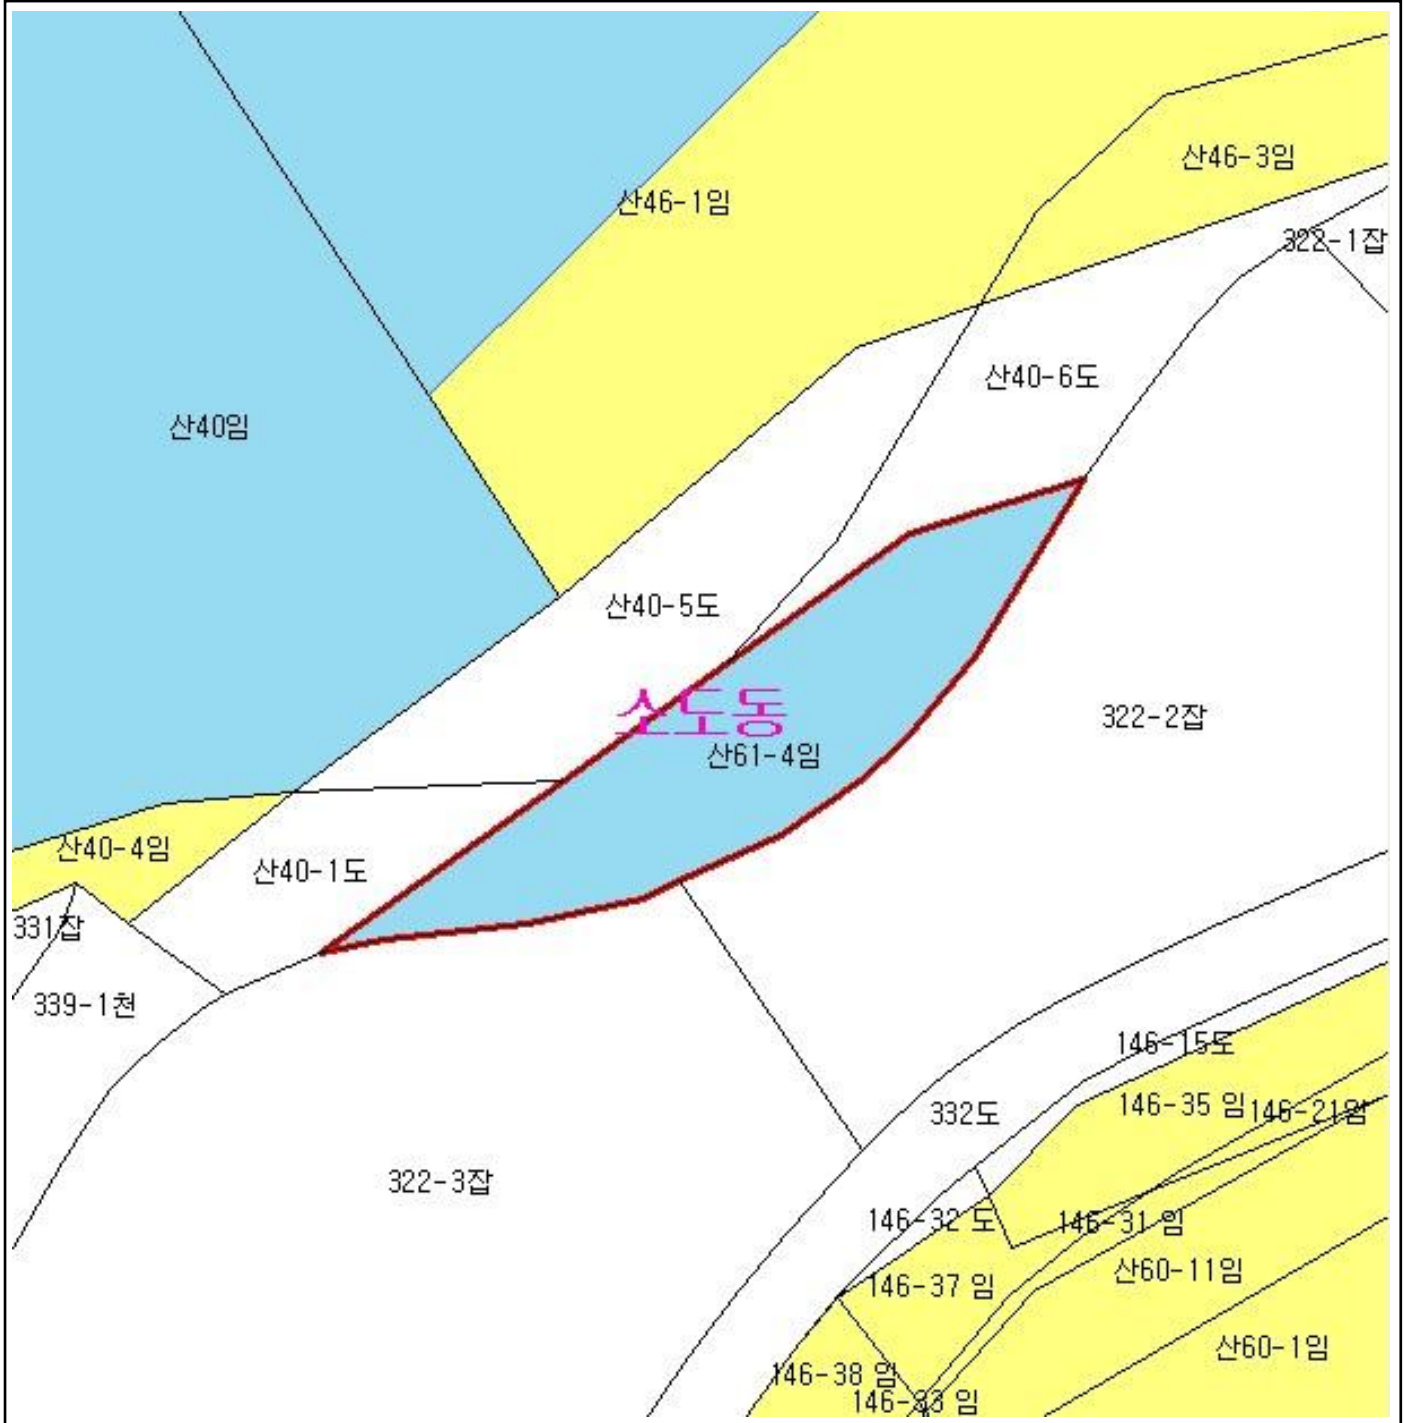 산46-3임
산46-1임
322-1잡
산40-6도
산40임
산40-5도
소도동
322-2잡
산61-4임
산40-4임
산40-1도
331잡
339-1천
146-15도
146-35 임
146-21임
332도
322-3잡
146-32 도
146-31 임
산60-11임
146-37 임
산60-1임
146-38 임
146-33 임